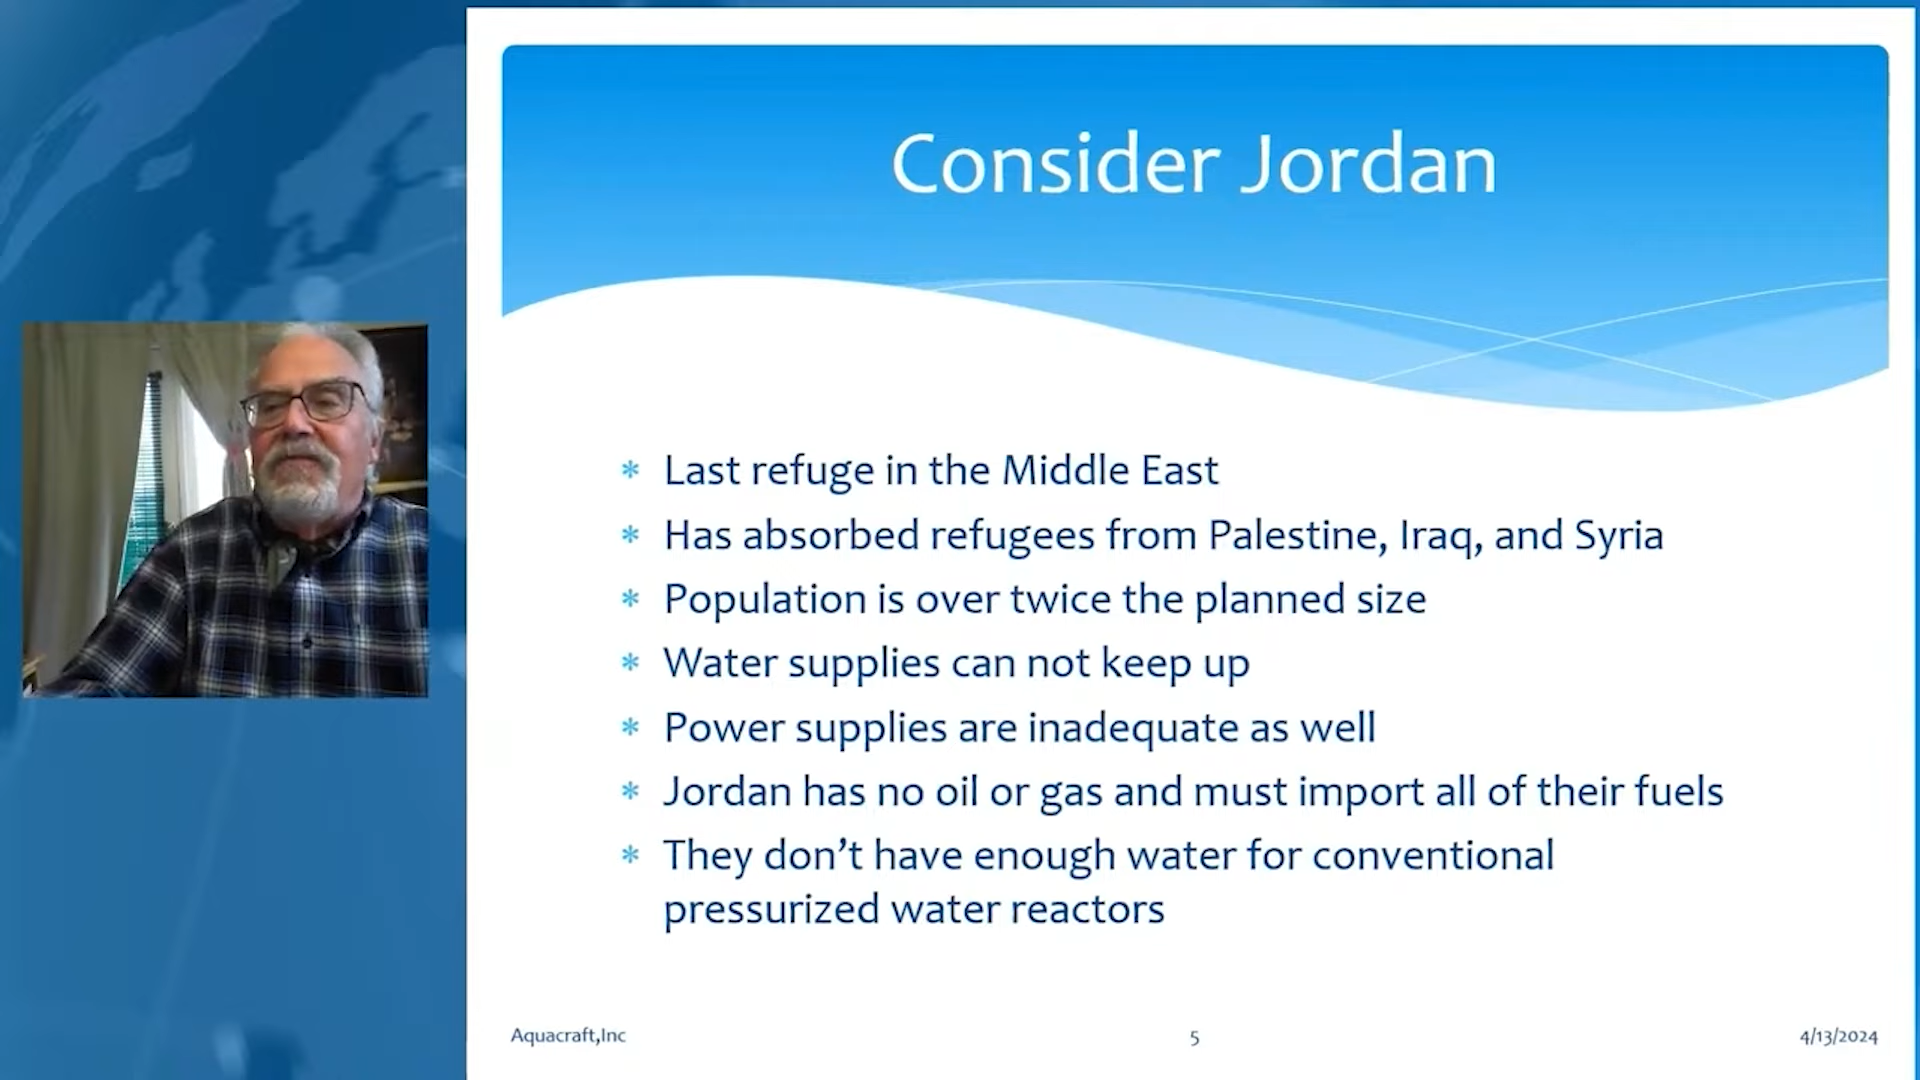 Consider Jordan
* Last refuge in the Middle East
* Has absorbed refugees from Palestine, Iraq, and Syria
* Population is over twice the planned size
* Water supplies can not keep up
* Power supplies are inadequate as well
* Jordan has no oil or gas and must import all of their fuels
* They don’t have enough water for conventional
pressurized water reactors
Aquacraft,Inc
5
4/13/2024